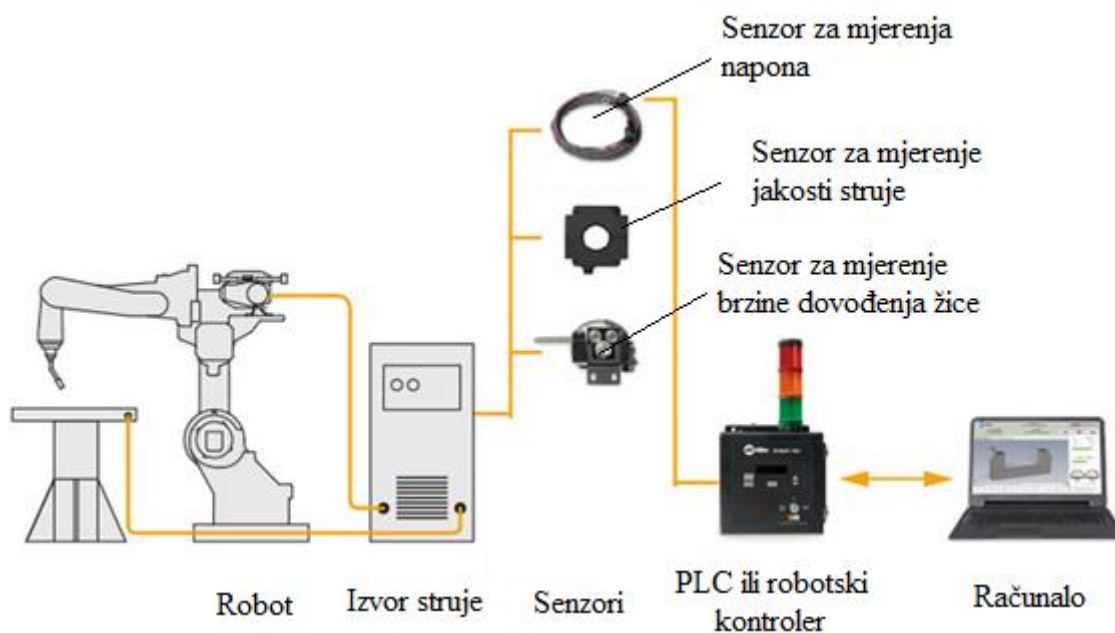 Senzor za mjerenja
napona
Senzor za mjerenje
jakosti struje
Senzor za mjerenje
brzine dovođenja žice
Robot
Izvor struje
Senzori
PLC ili robotski
kontroler
Računalo